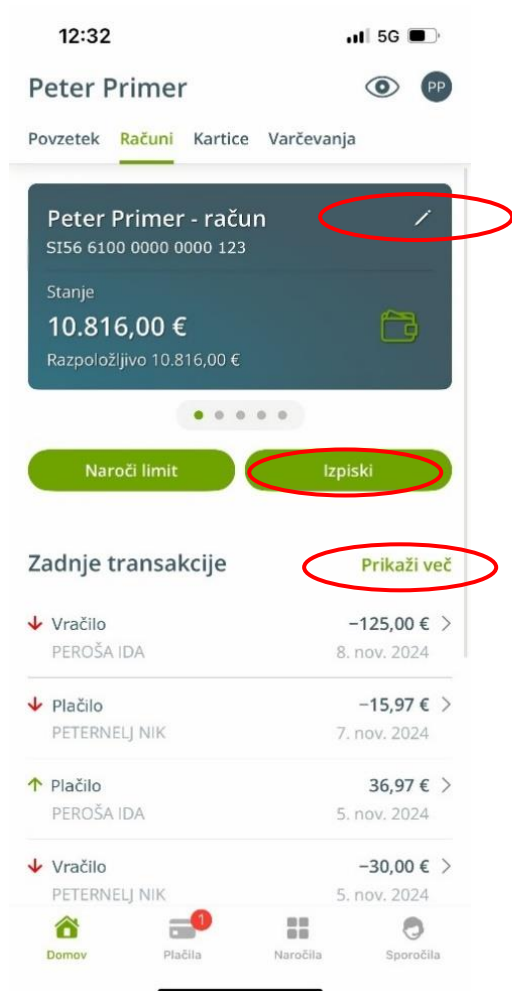 12:32 5G
Peter Primer PP
Povzetek Računi Kartice Varčevanja
Peter Primer - račun
SI56 6100 0000 0000 123
Stanje
10.816,00 €
Razpoložljivo 10.816,00 €
Naroči limit Izpiski
Zadnje transakcije Prikaži več
Vračilo −125,00 €
PEROŠA IDA 8. nov. 2024
Plačilo −15,97 €
PETERNELJ NIK 7. nov. 2024
Plačilo 36,97 €
PEROŠA IDA 5. nov. 2024
Vračilo −30,00 €
PETERNELJ NIK 5. nov. 2024
1
Domov Plačila Naročila Sporočila